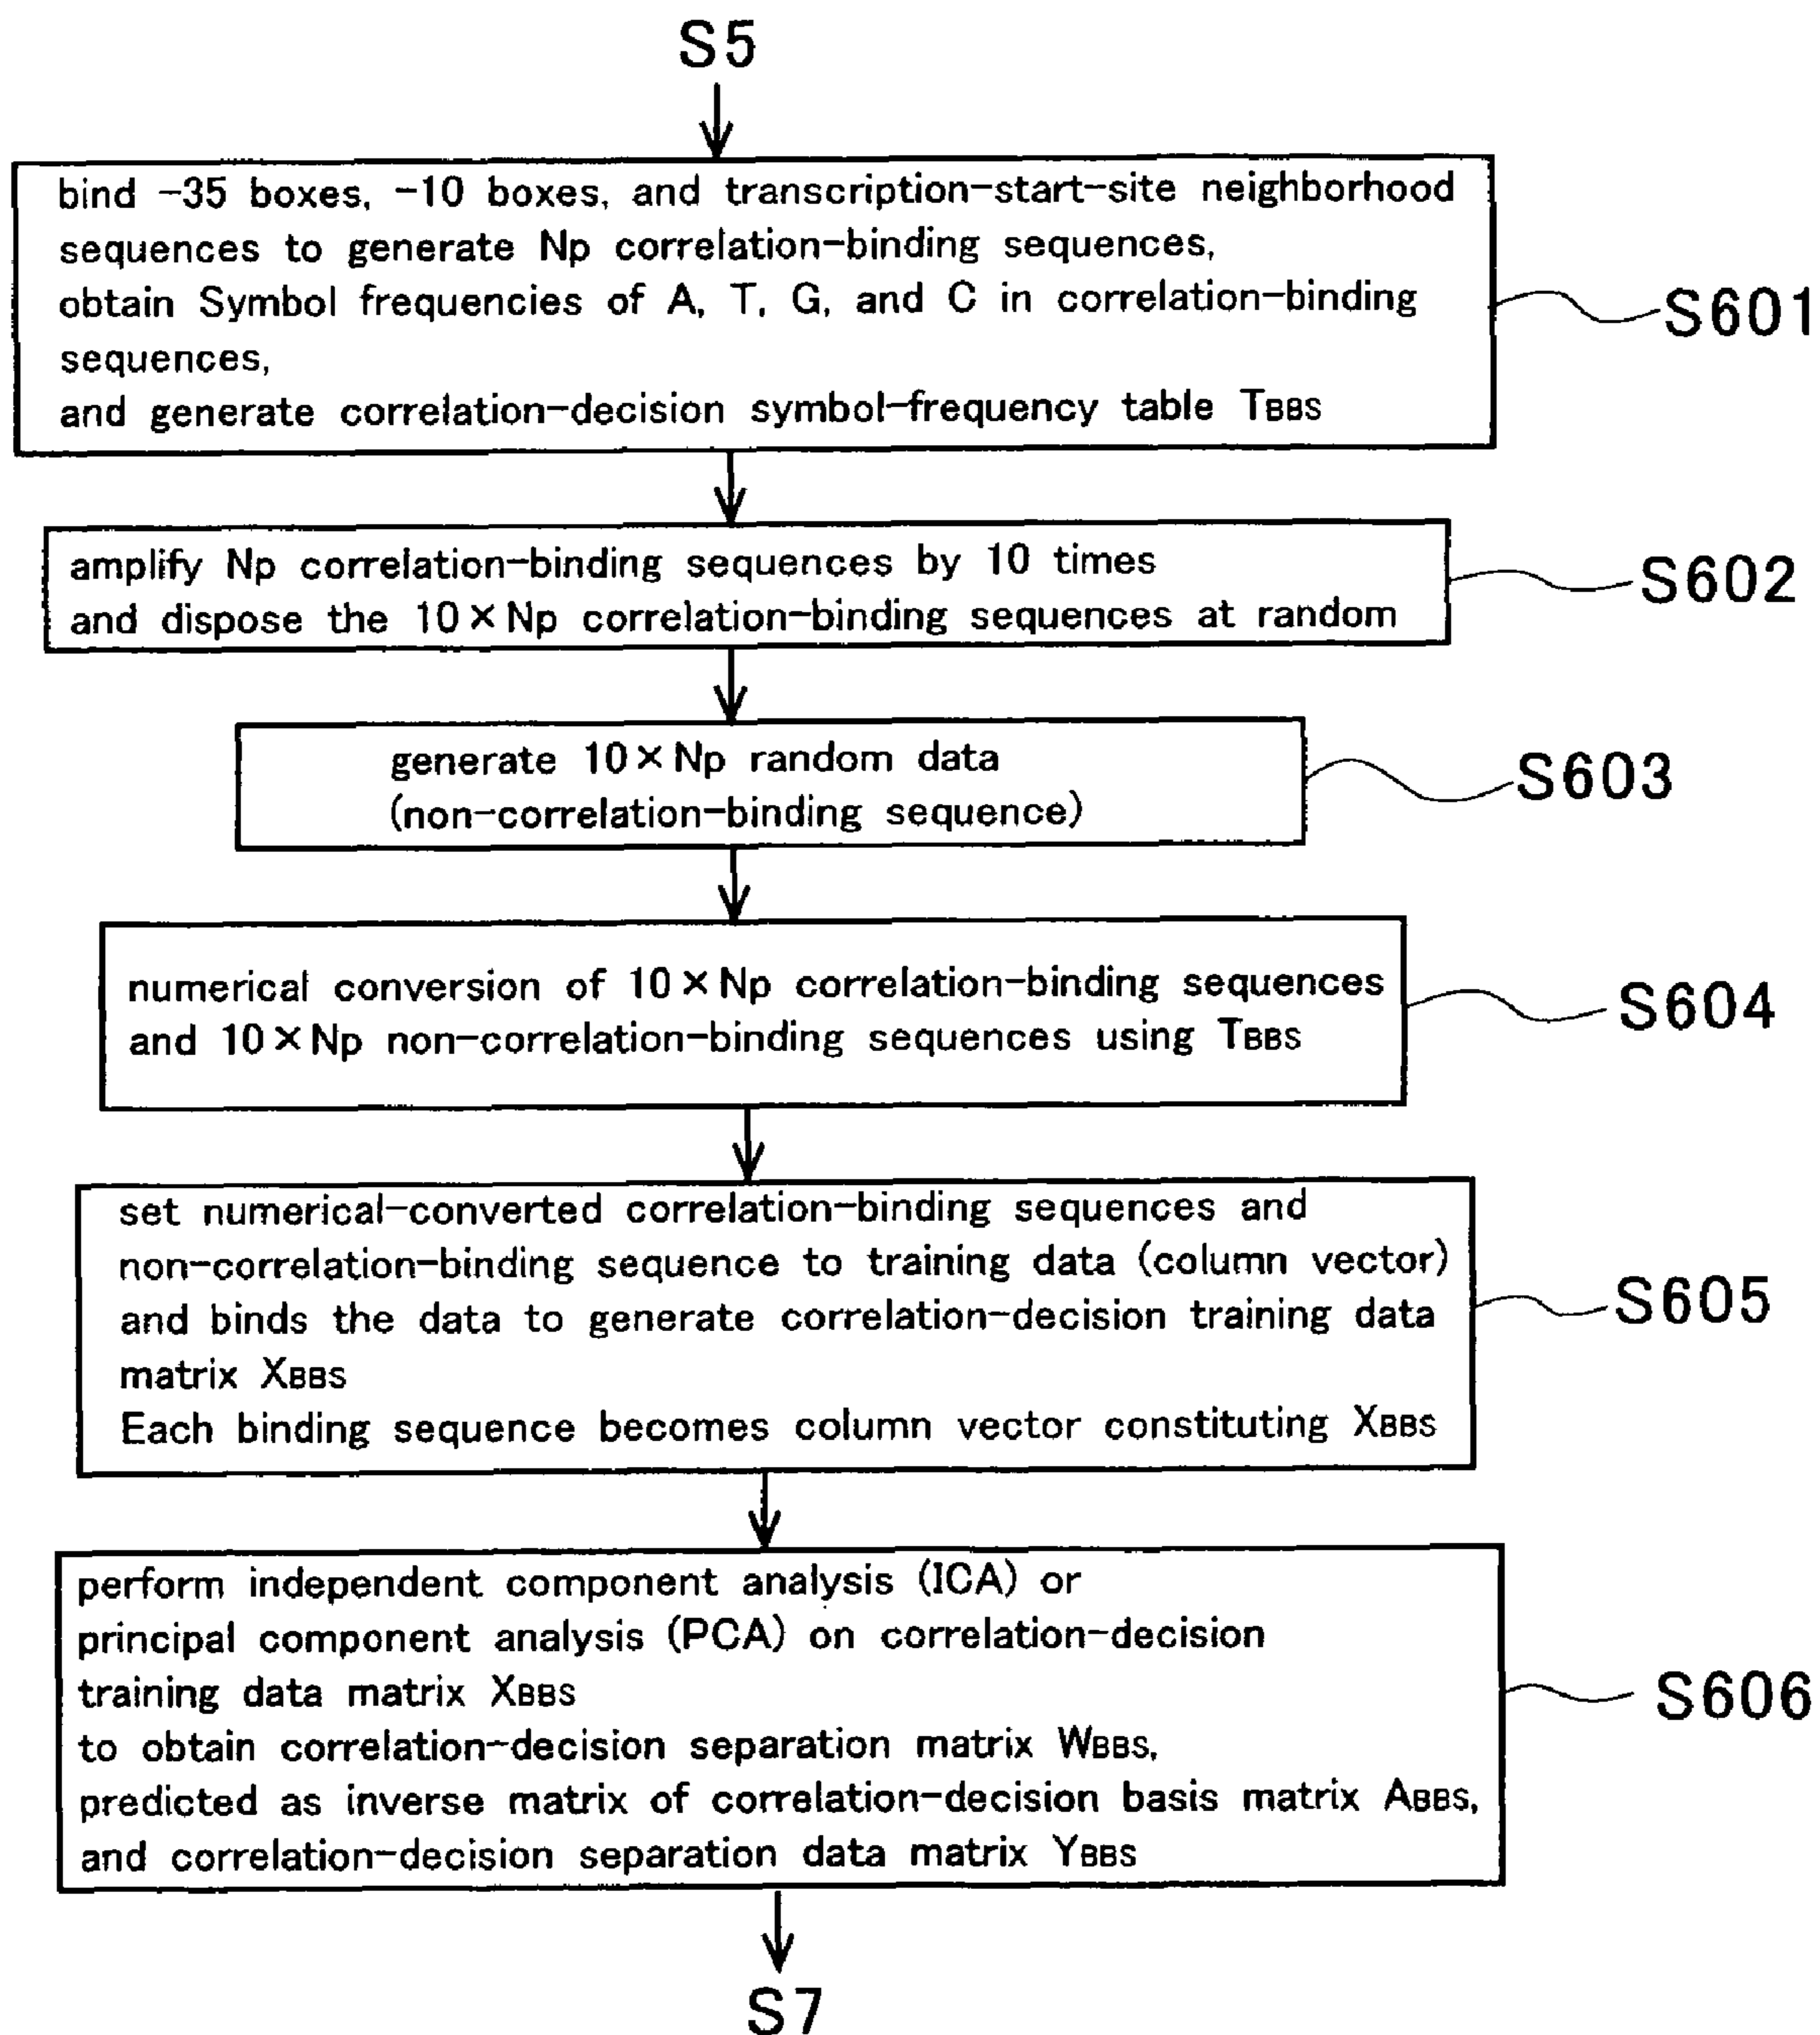 S5
bind -35 boxes, -10 boxes, and transcription-start-site neighborhood
sequences to generate Np correlation-binding sequences,
obtain Symbol frequencies of A, T, G, and C in correlation-binding
sequences,
and generate correlation-decision symbol-frequency table TBBS
S601
amplify Np correlation-binding sequences by 10 times
and dispose the 10×Np correlation-binding sequences at random
S602
generate 10×Np random data
(non-correlation-binding sequence)
S603
numerical conversion of 10×Np correlation-binding sequences
and 10×Np non-correlation-binding sequences using TBBS
S604
set numerical-converted correlation-binding sequences and
non-correlation-binding sequence to training data (column vector)
and binds the data to generate correlation-decision training data
matrix XBBS
Each binding sequence becomes column vector constituting XBBS
S605
perform independent component analysis (ICA) or
principal component analysis (PCA) on correlation-decision
training data matrix XBBS
to obtain correlation-decision separation matrix WBBS,
predicted as inverse matrix of correlation-decision basis matrix ABBS,
and correlation-decision separation data matrix YBBS
S606
S7